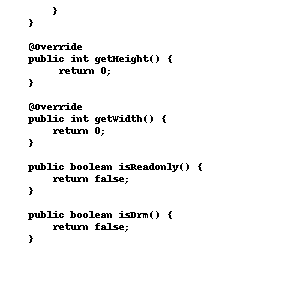 }
}
@Override
public int getHeight() {
return 0;
}
@Override
public int getWidth() {
return 0;
}
public boolean isReadonly() {
return false;
}
public boolean isDrm() {
return false;
}